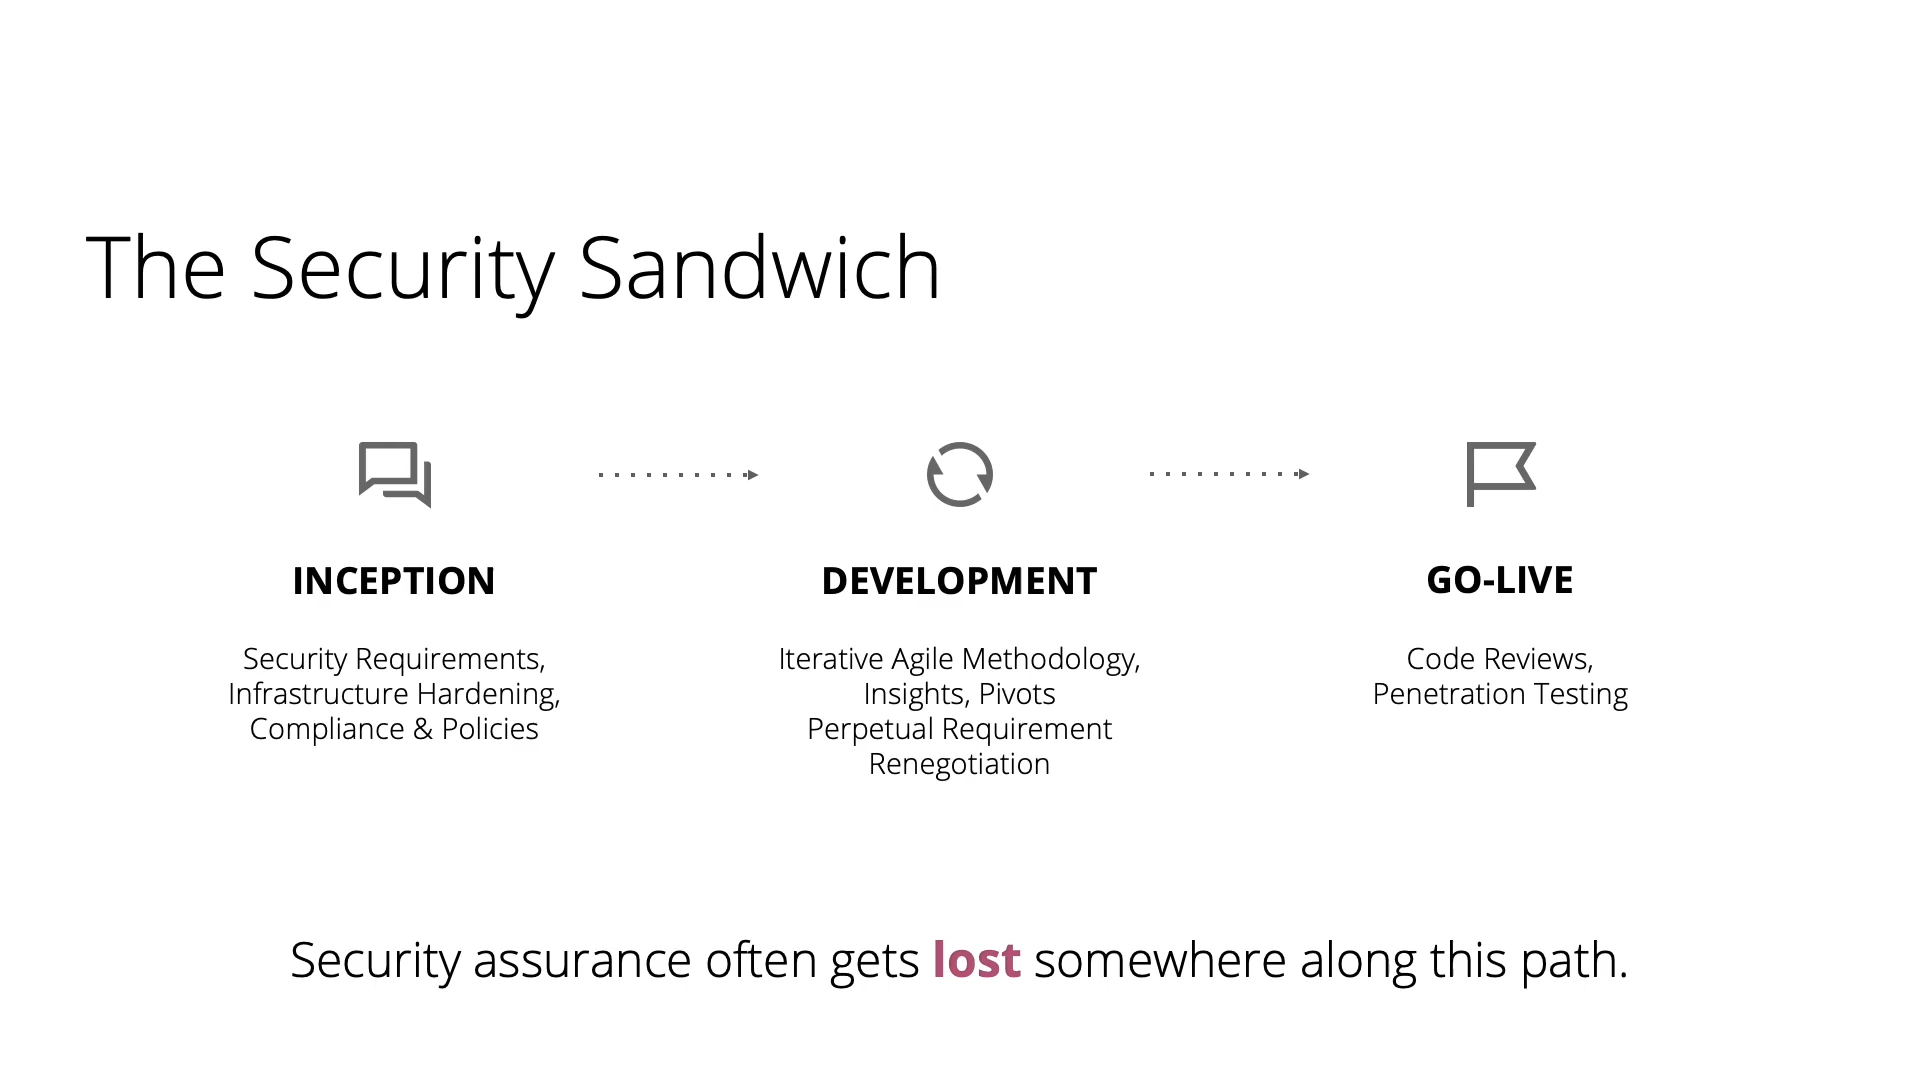 The Security Sandwich
INCEPTION
Security Requirements,
Infrastructure Hardening,
Compliance & Policies
DEVELOPMENT
Iterative Agile Methodology,
Insights, Pivots
Perpetual Requirement
Renegotiation
GO-LIVE
Code Reviews,
Penetration Testing
Security assurance often gets lost somewhere along this path.